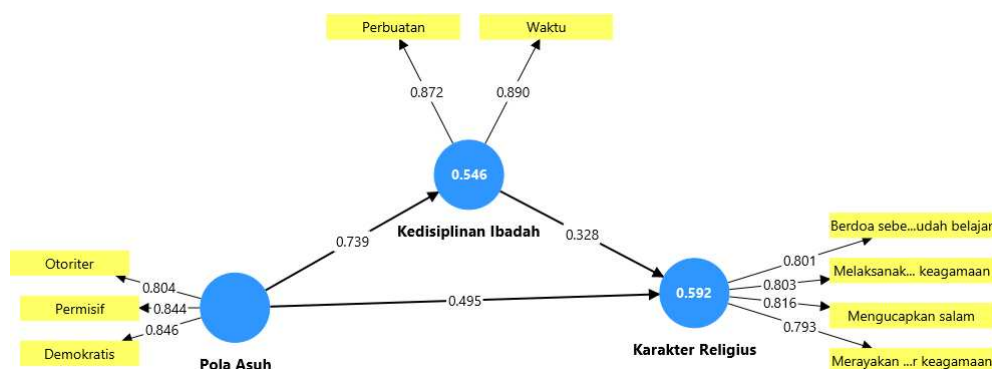 Perbuatan
Waktu
0.872
0.890
0.546
Kedisiplinan Ibadah
0.739
0.328
Otoriter
Permisif
Demokratis
0.804
0.844
0.846
Pola Asuh
0.495
0.592
Karakter Religius
0.801
0.803
0.816
0.793
Berdoa sebe...udah belajar
Melaksanak... keagamaan
Mengucapkan salam
Merayakan ...r keagamaan